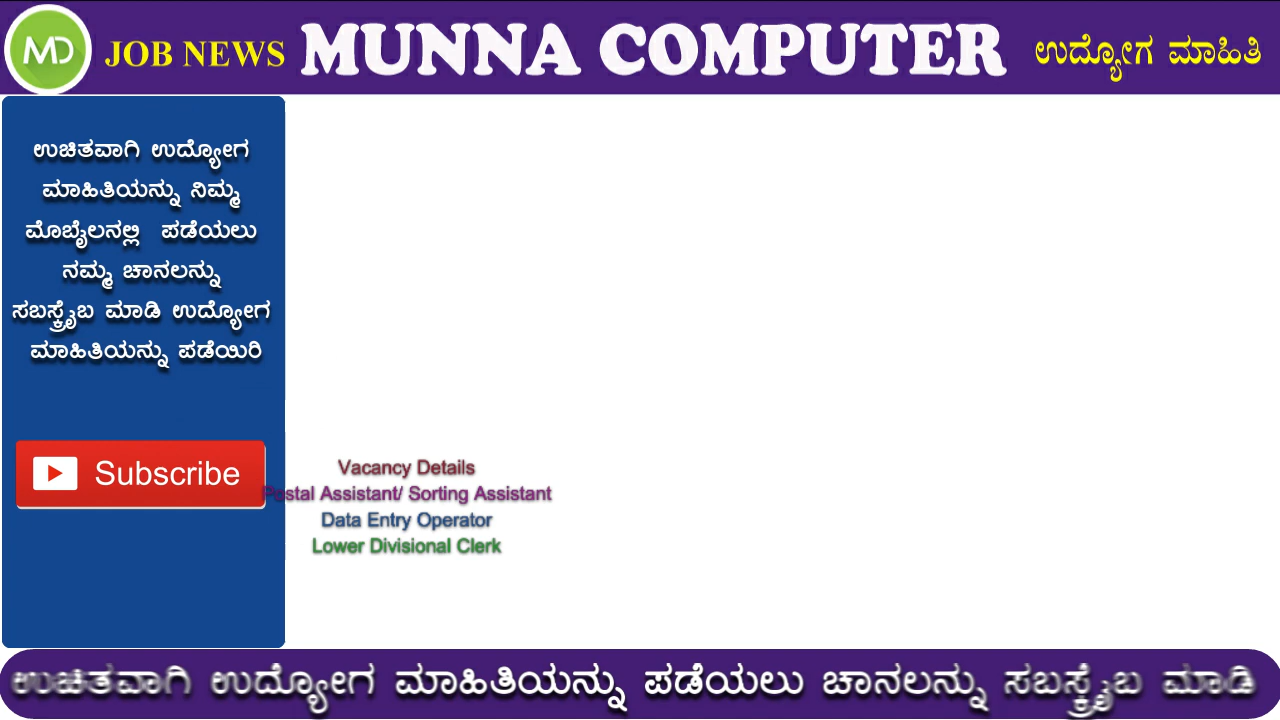 MD JOB NEWS MUNNA COMPUTER ಉದ್ಯೋಗ ಮಾಹಿತಿ
ಉಚಿತವಾಗಿ ಉದ್ಯೋಗ
ಮಾಹಿತಿಯನ್ನು ನಿಮ್ಮ
ಮೊಬೈಲನಲ್ಲಿ ಪಡೆಯಲು
ನಮ್ಮ ಚಾನಲನ್ನು
ಸಬಸ್ಕ್ರೈಬ ಮಾಡಿ ಉದ್ಯೋಗ
ಮಾಹಿತಿಯನ್ನು ಪಡೆಯಿರಿ
Subscribe
Vacancy Details
Postal Assistant/ Sorting Assistant
Data Entry Operator
Lower Divisional Clerk
ಉಚಿತವಾಗಿ ಉದ್ಯೋಗ ಮಾಹಿತಿಯನ್ನು ಪಡೆಯಲು ಚಾನಲನ್ನು ಸಬಸ್ಕ್ರೈಬ ಮಾಡಿ